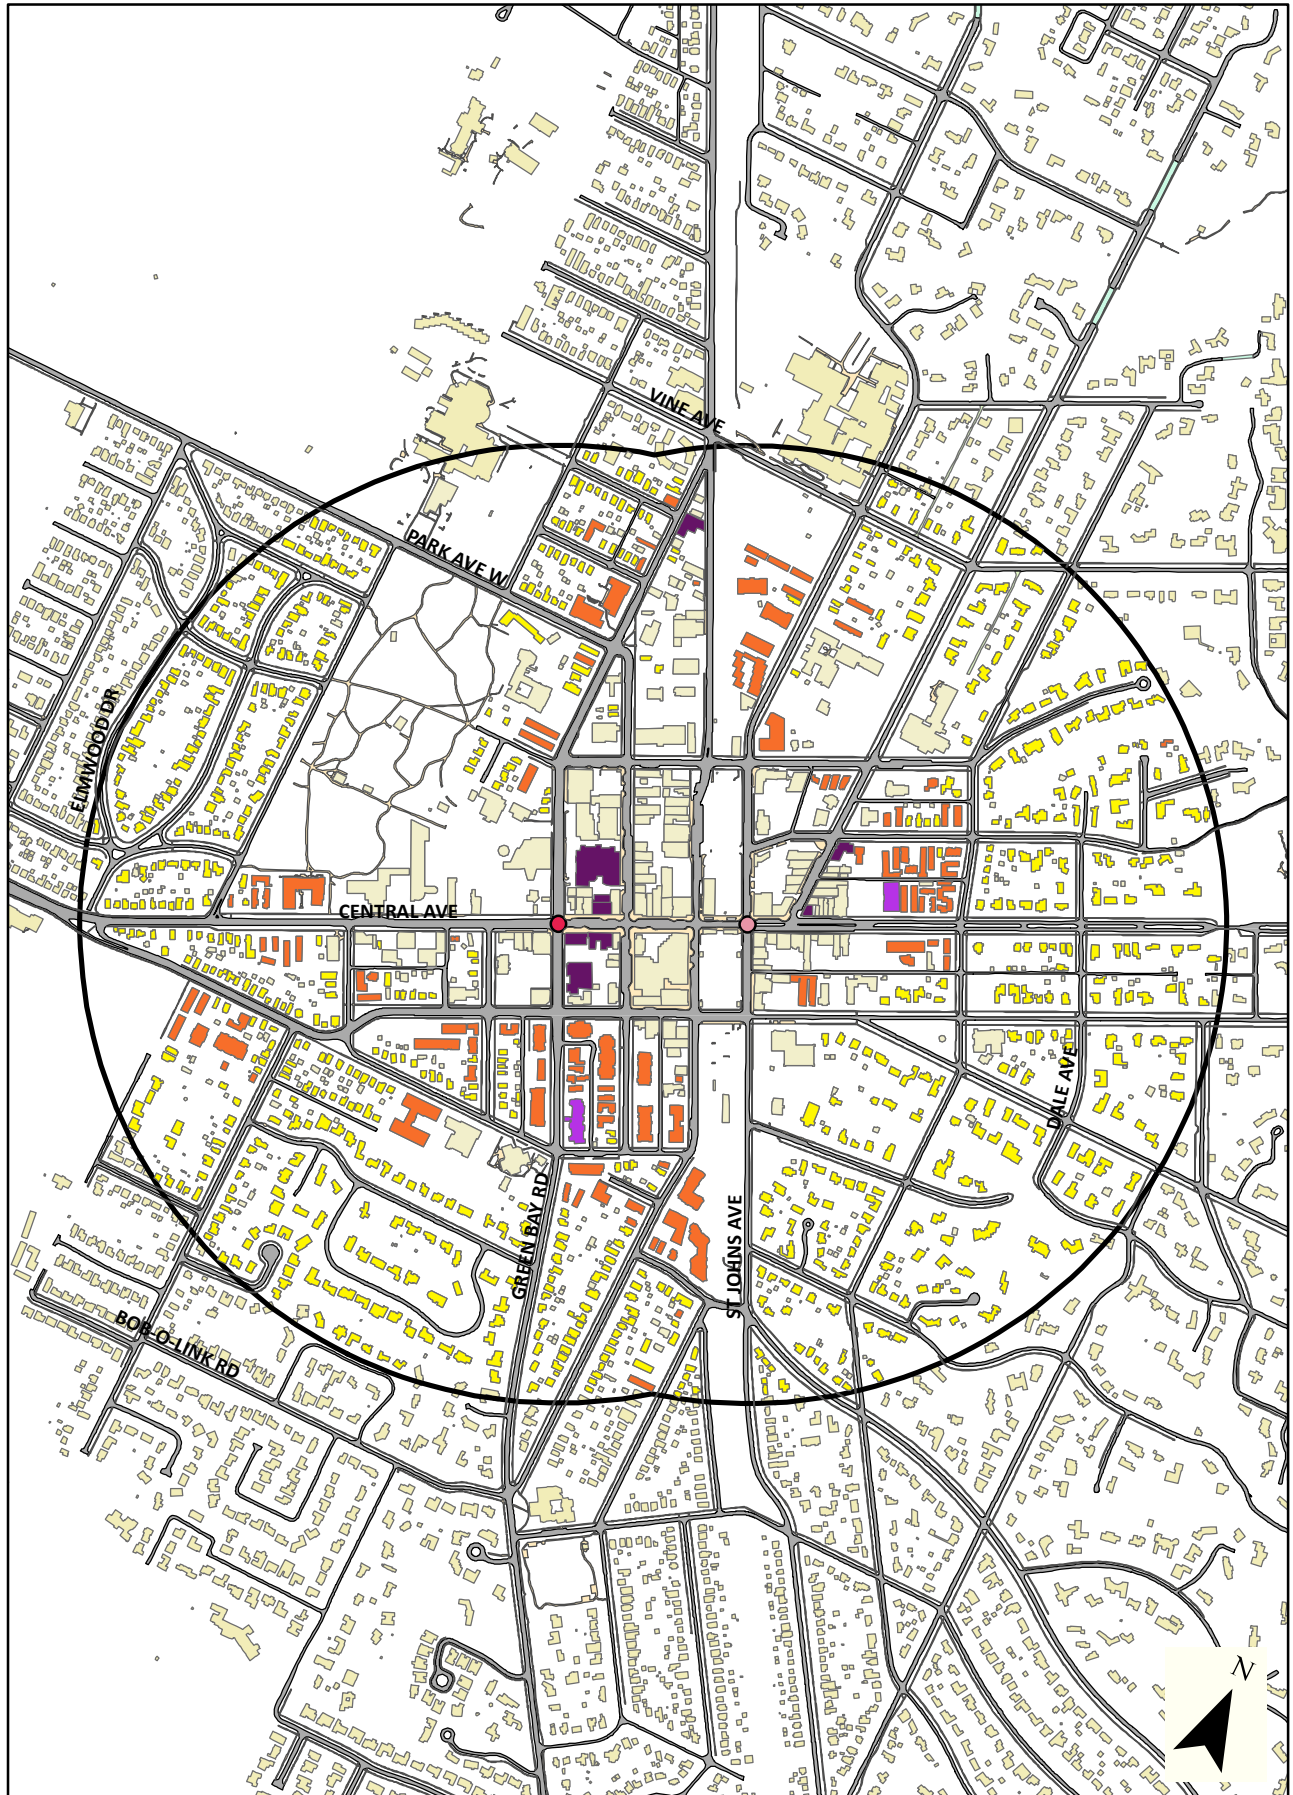 VINE AVE
PARK AVE W
ELMWOOD DR
CENTRAL AVE
DALE AVE
GREEN BAY RD
ST JOHNS AVE
BOB-O-LINK RD
N